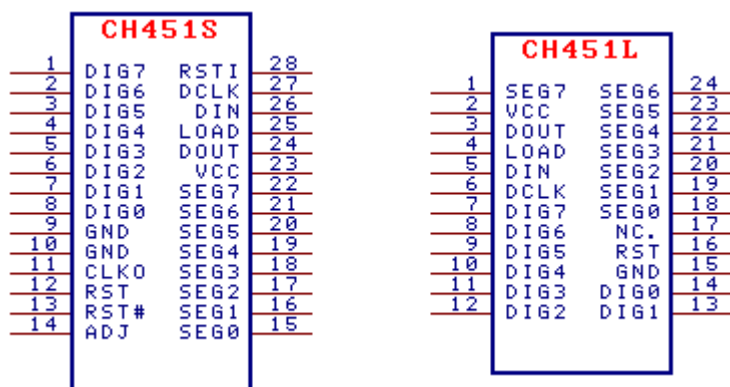 CH451S
1 DIG7 RSTI 28
2 DIG6 DCLK 27
3 DIG5 DIN 26
4 DIG4 LOAD 25
5 DIG3 DOUT 24
6 DIG2 VCC 23
7 DIG1 SEG7 22
8 DIG0 SEG6 21
9 GND SEG5 20
10 GND SEG4 19
11 CLKO SEG3 18
12 RST SEG2 17
13 RST# SEG1 16
14 ADJ SEG0 15
CH451L
1 SEG7 SEG6 24
2 VCC SEG5 23
3 DOUT SEG4 22
4 LOAD SEG3 21
5 DIN SEG2 20
6 DCLK SEG1 19
7 DIG7 SEG0 18
8 DIG6 NC. 17
9 DIG5 RST 16
10 DIG4 GND 15
11 DIG3 DIG0 14
12 DIG2 DIG1 13